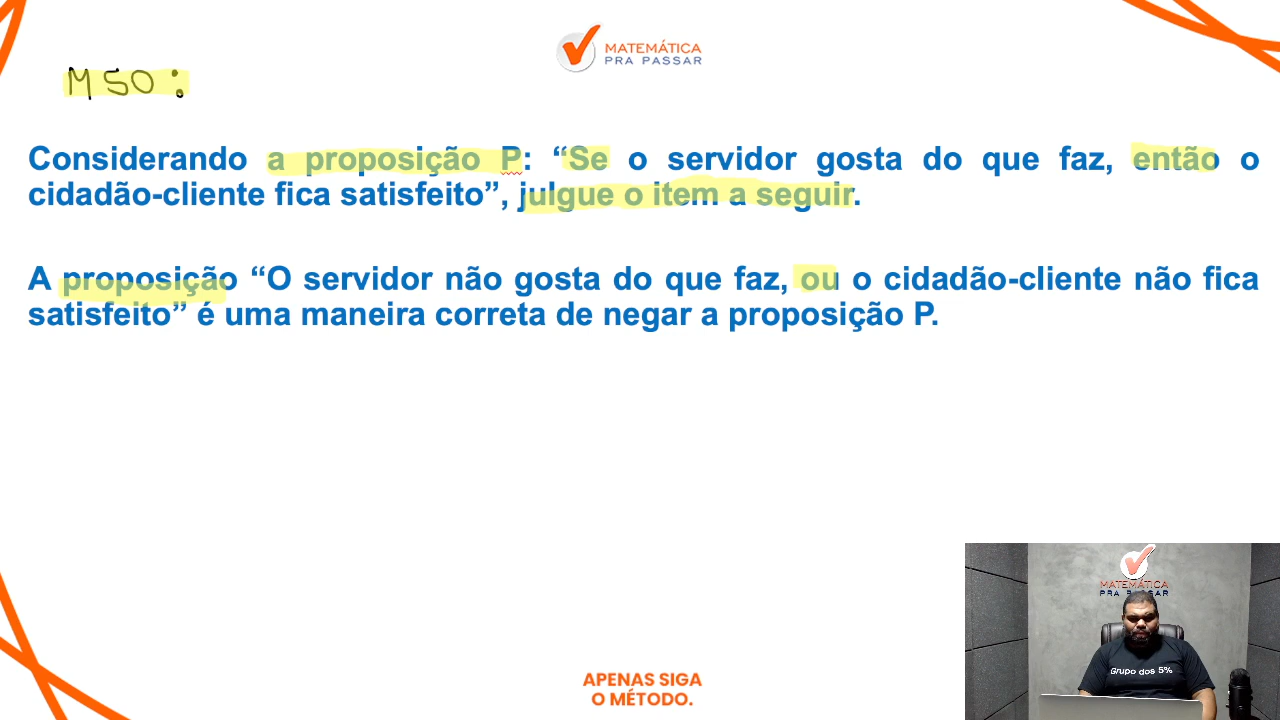 MATEMÁTICA
PRA PASSAR
M50:
Considerando a proposição P: “Se o servidor gosta do que faz, então o
cidadão-cliente fica satisfeito”, julgue o item a seguir.
A proposição “O servidor não gosta do que faz, ou o cidadão-cliente não fica
satisfeito” é uma maneira correta de negar a proposição P.
MATEMÁTICA
PRA PASSAR
Grupo dos 5%
APENAS SIGA
O MÉTODO.